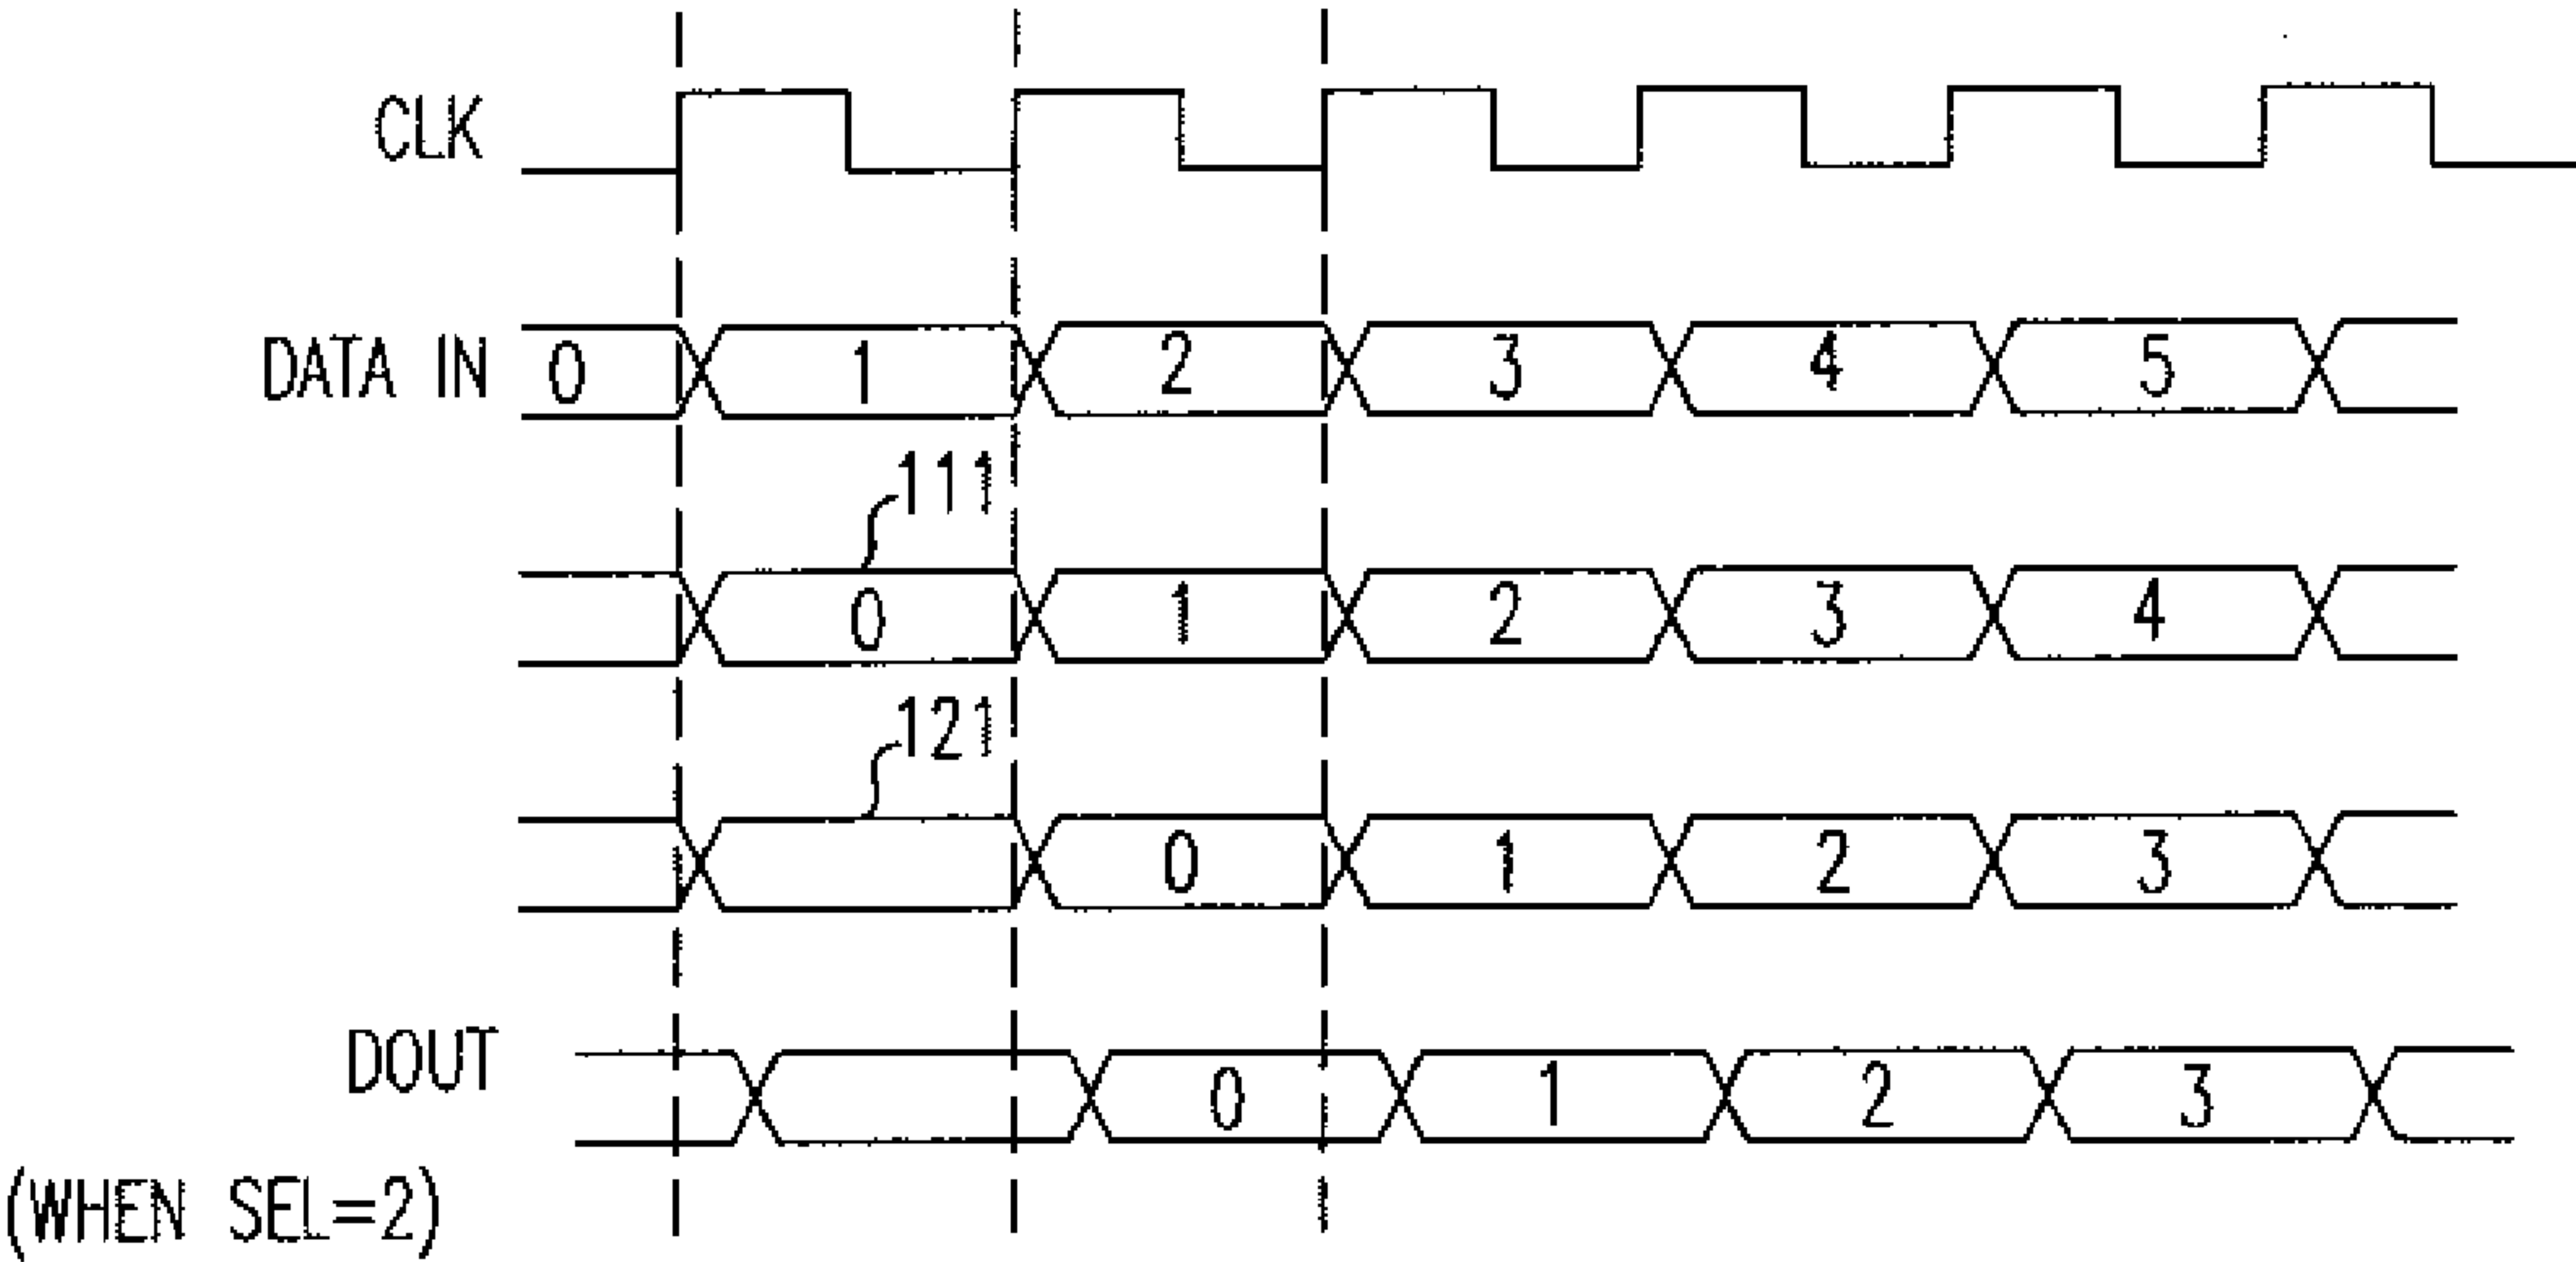 CLK
DATA IN 0 1 2 3 4 5
111
0 1 2 3 4
121
0 1 2 3
DOUT 0 1 2 3
(WHEN SEL=2)